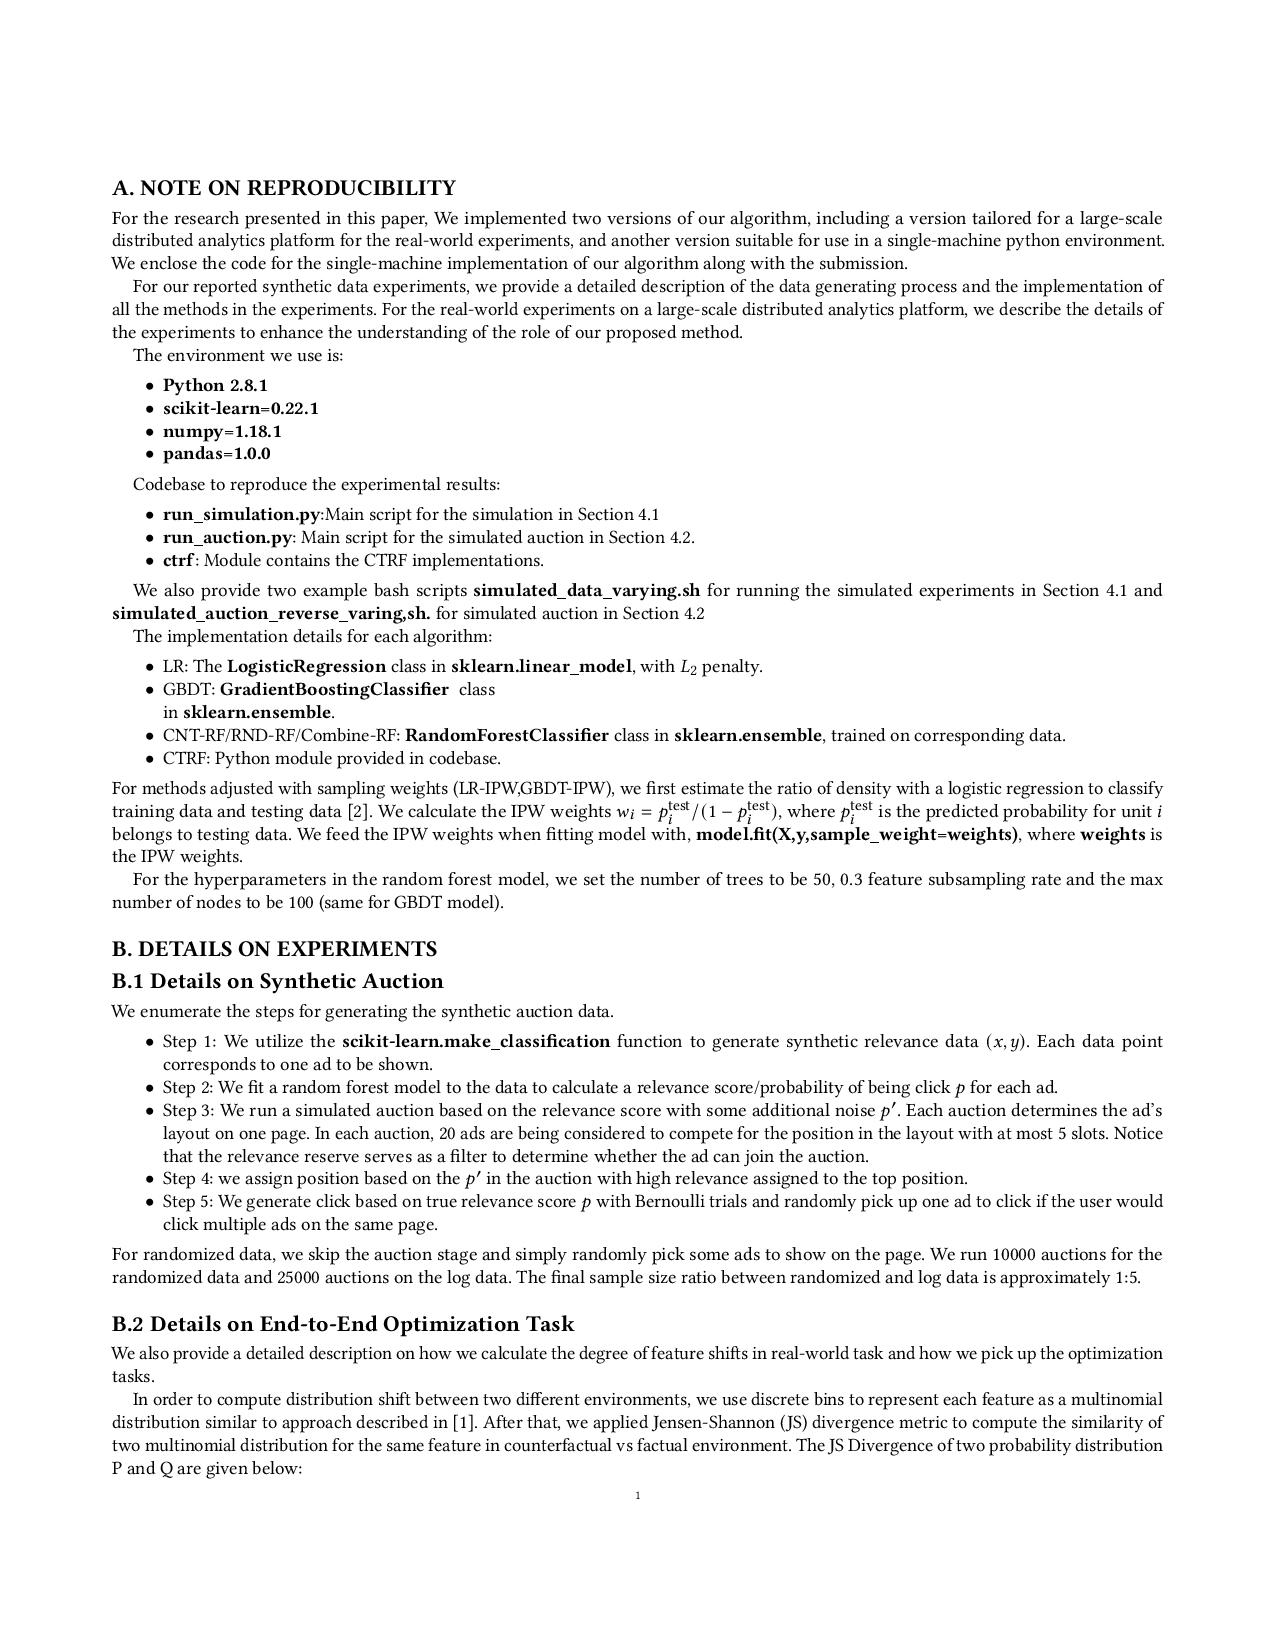 A. NOTE ON REPRODUCIBILITY
For the research presented in this paper, We implemented two versions of our algorithm, including a version tailored for a large-scale
distributed analytics platform for the real-world experiments, and another version suitable for use in a single-machine python environment.
We enclose the code for the single-machine implementation of our algorithm along with the submission.
For our reported synthetic data experiments, we provide a detailed description of the data generating process and the implementation of
all the methods in the experiments. For the real-world experiments on a large-scale distributed analytics platform, we describe the details of
the experiments to enhance the understanding of the role of our proposed method.
The environment we use is:
• Python 2.8.1
• scikit-learn=0.22.1
• numpy=1.18.1
• pandas=1.0.0
Codebase to reproduce the experimental results:
• run_simulation.py:Main script for the simulation in Section 4.1
• run_auction.py: Main script for the simulated auction in Section 4.2.
• ctrf: Module contains the CTRF implementations.
We also provide two example bash scripts simulated_data_varying.sh for running the simulated experiments in Section 4.1 and
simulated_auction_reverse_varing,sh. for simulated auction in Section 4.2
The implementation details for each algorithm:
• LR: The LogisticRegression class in sklearn.linear_model, with L₂ penalty.
• GBDT: GradientBoostingClassifier class
in sklearn.ensemble.
• CNT-RF/RND-RF/Combine-RF: RandomForestClassifier class in sklearn.ensemble, trained on corresponding data.
• CTRF: Python module provided in codebase.
For methods adjusted with sampling weights (LR-IPW,GBDT-IPW), we first estimate the ratio of density with a logistic regression to classify
training data and testing data [2]. We calculate the IPW weights w_i = p_i^test/(1 − p_i^test), where p_i^test is the predicted probability for unit i
belongs to testing data. We feed the IPW weights when fitting model with, model.fit(X,y,sample_weight=weights), where weights is
the IPW weights.
For the hyperparameters in the random forest model, we set the number of trees to be 50, 0.3 feature subsampling rate and the max
number of nodes to be 100 (same for GBDT model).
B. DETAILS ON EXPERIMENTS
B.1 Details on Synthetic Auction
We enumerate the steps for generating the synthetic auction data.
• Step 1: We utilize the scikit-learn.make_classification function to generate synthetic relevance data (x, y). Each data point
corresponds to one ad to be shown.
• Step 2: We fit a random forest model to the data to calculate a relevance score/probability of being click p for each ad.
• Step 3: We run a simulated auction based on the relevance score with some additional noise p′. Each auction determines the ad's
layout on one page. In each auction, 20 ads are being considered to compete for the position in the layout with at most 5 slots. Notice
that the relevance reserve serves as a filter to determine whether the ad can join the auction.
• Step 4: we assign position based on the p′ in the auction with high relevance assigned to the top position.
• Step 5: We generate click based on true relevance score p with Bernoulli trials and randomly pick up one ad to click if the user would
click multiple ads on the same page.
For randomized data, we skip the auction stage and simply randomly pick some ads to show on the page. We run 10000 auctions for the
randomized data and 25000 auctions on the log data. The final sample size ratio between randomized and log data is approximately 1:5.
B.2 Details on End-to-End Optimization Task
We also provide a detailed description on how we calculate the degree of feature shifts in real-world task and how we pick up the optimization
tasks.
In order to compute distribution shift between two different environments, we use discrete bins to represent each feature as a multinomial
distribution similar to approach described in [1]. After that, we applied Jensen-Shannon (JS) divergence metric to compute the similarity of
two multinomial distribution for the same feature in counterfactual vs factual environment. The JS Divergence of two probability distribution
P and Q are given below:
1